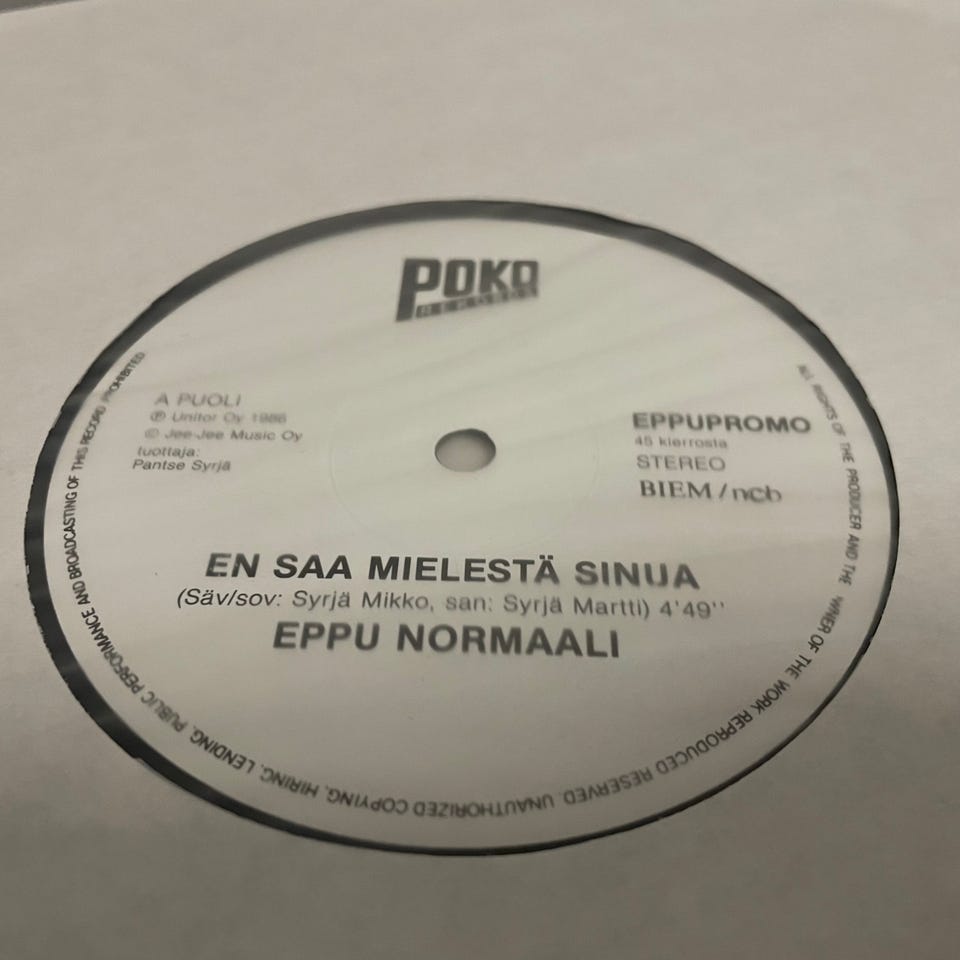 POKO
REKORDS
A PUOLI
℗ Unitor Oy 1986
© Jee-Jee Music Oy
tuottaja:
Pantse Syrjä
EPPUPROMO
45 kierrosta
STEREO
BIEM/ncb
EN SAA MIELESTÄ SINUA
(Säv/sov: Syrjä Mikko, san: Syrjä Martti) 4'49''
EPPU NORMAALI
ALL RIGHTS OF THE PRODUCER AND THE WNER OF THE WORK REPRODUCED RESERVED. UNAUTHORIZED COPYING, HIRING, LENDING, PUBLIC PERFORMANCE AND BROADCASTING OF THIS RECORD PROHIBITED